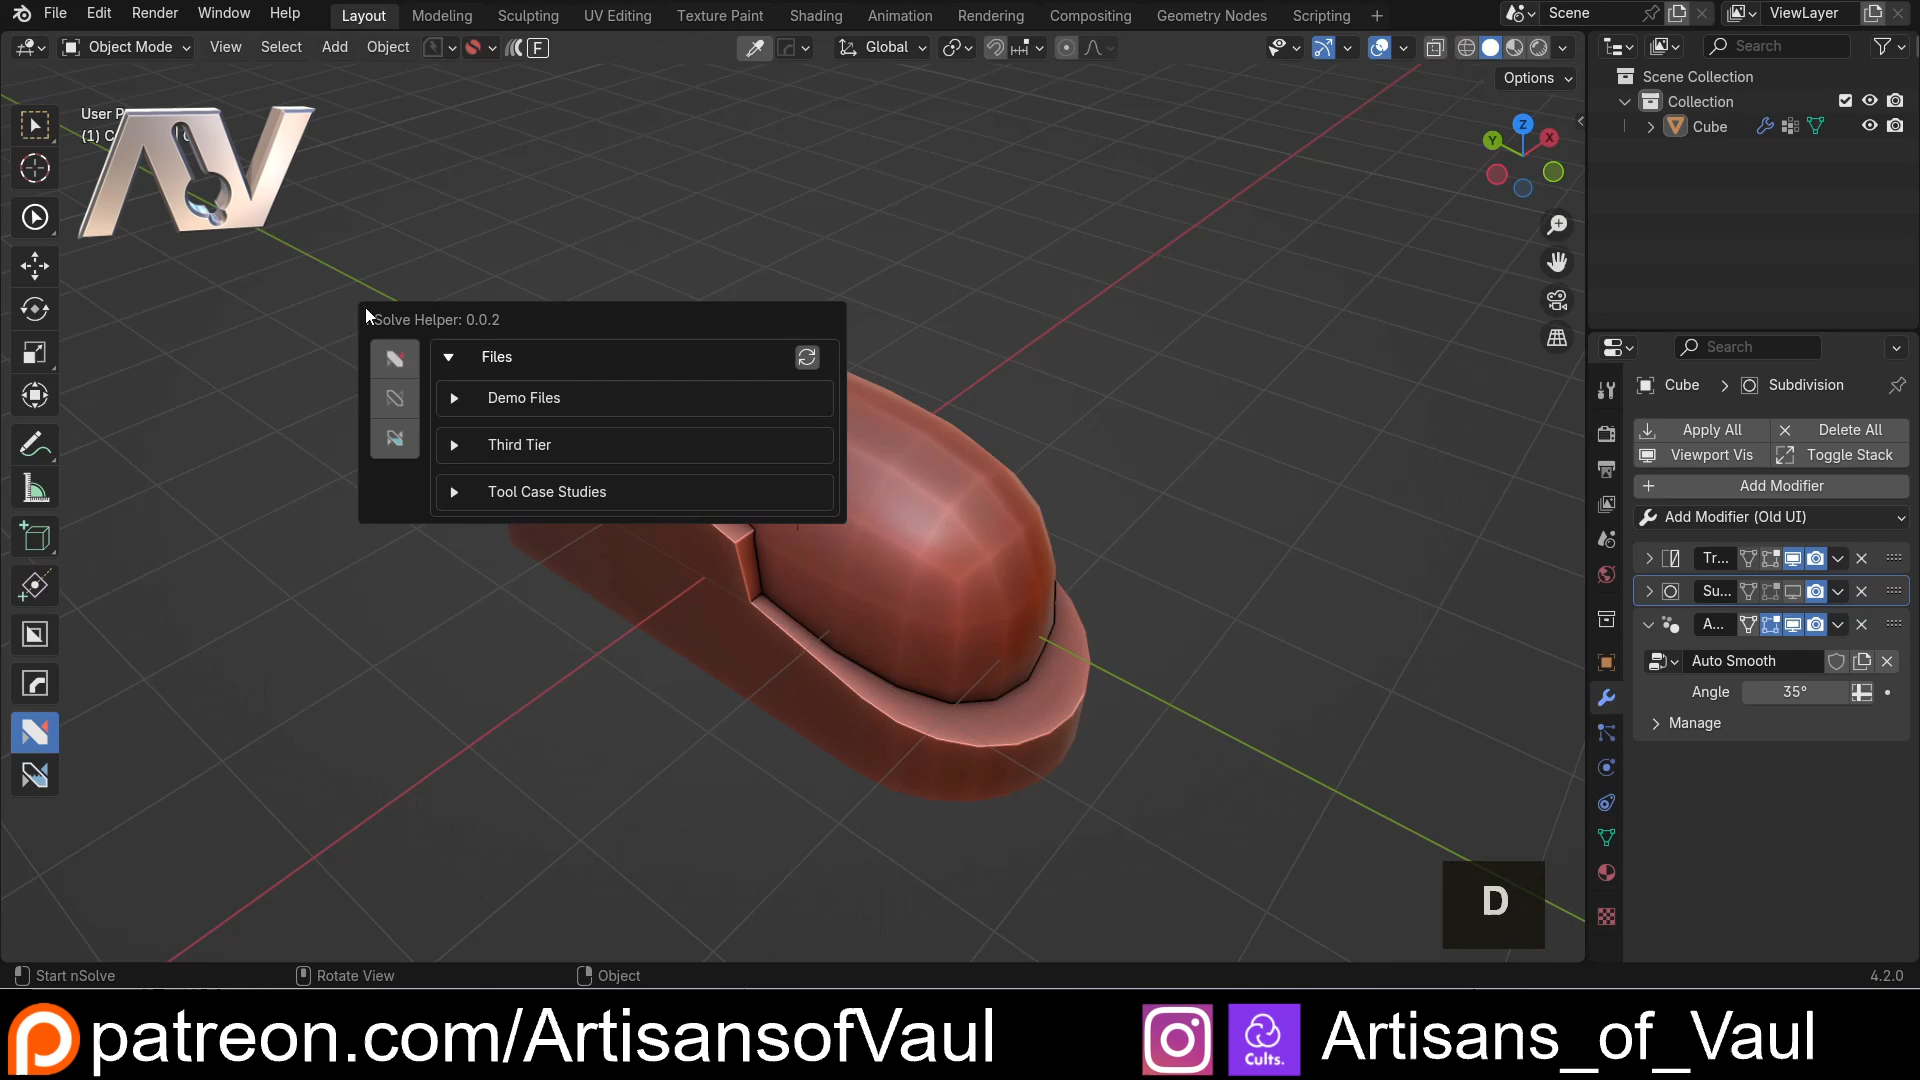 File Edit Render Window Help
Layout Modeling Sculpting UV Editing Texture Paint Shading Animation Rendering Compositing Geometry Nodes Scripting
Scene
ViewLayer
Object Mode View Select Add Object
F
Global
Search
Options
Scene Collection
Collection
Cube
User P
(1) C
Z
Y
X
Solve Helper: 0.0.2
Files
Demo Files
Third Tier
Tool Case Studies
Search
Cube > Subdivision
Apply All Delete All
Viewport Vis Toggle Stack
Add Modifier
Add Modifier (Old UI)
Tr...
Su...
A...
Auto Smooth
Angle 35°
Manage
D
Start nSolve Rotate View Object 4.2.0
patreon.com/ArtisansofVaul
Cults.
Artisans_of_Vaul